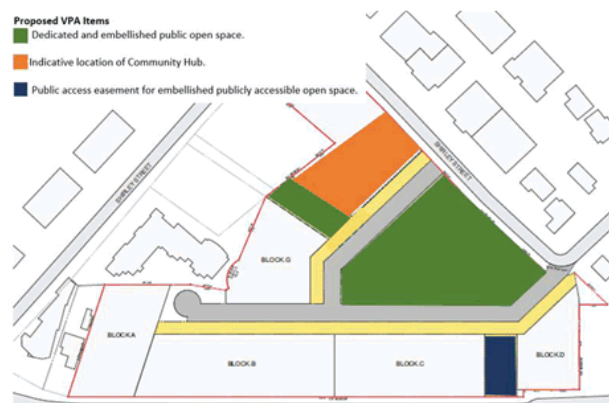 Proposed VPA Items
Dedicated and embellished public open space.
Indicative location of Community Hub.
Public access easement for embellished publicly accessible open space.
SHIRLEY STREET
SHIRLEY STREET
BLOCK G
BLOCK A
BLOCK B
BLOCK C
BLOCK D